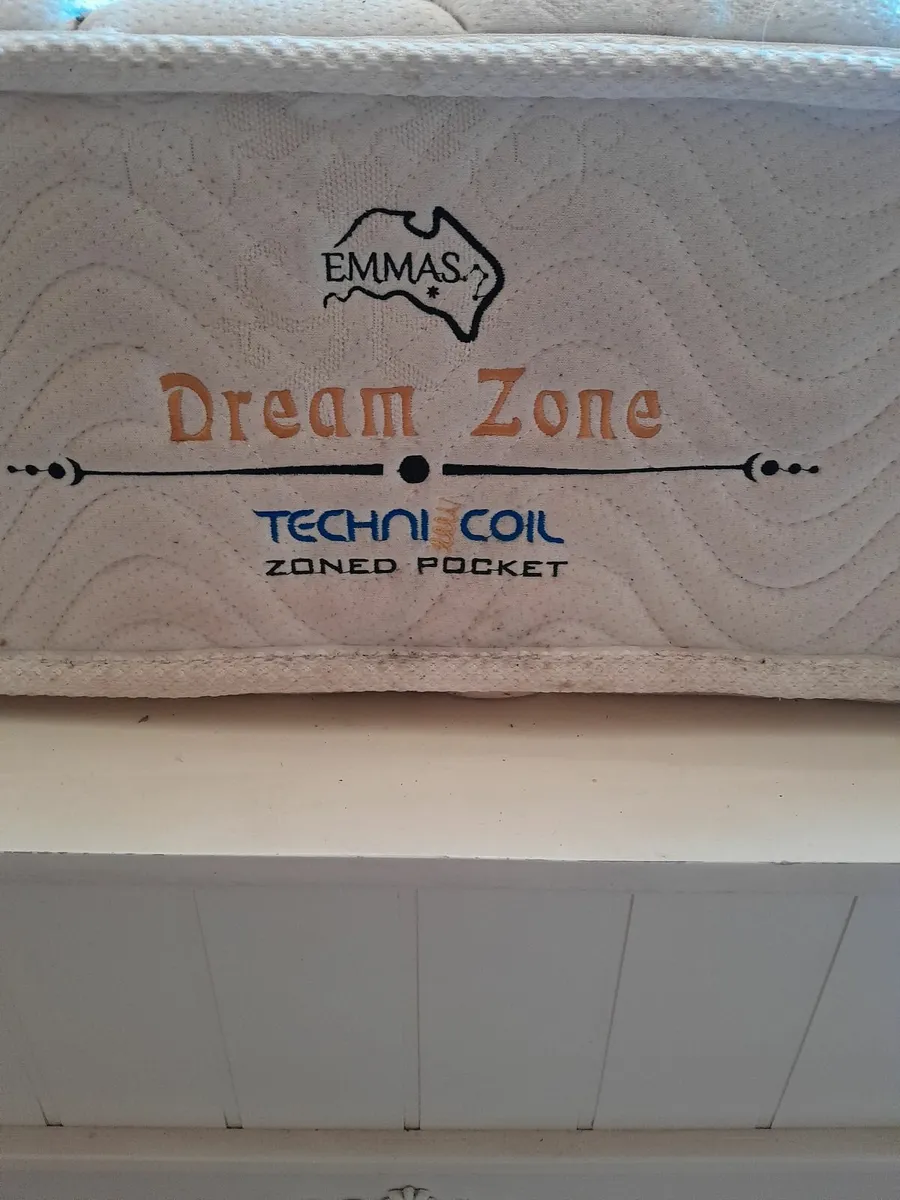 EMMAS
Dream Zone
TECHNI COIL
ZONED POCKET